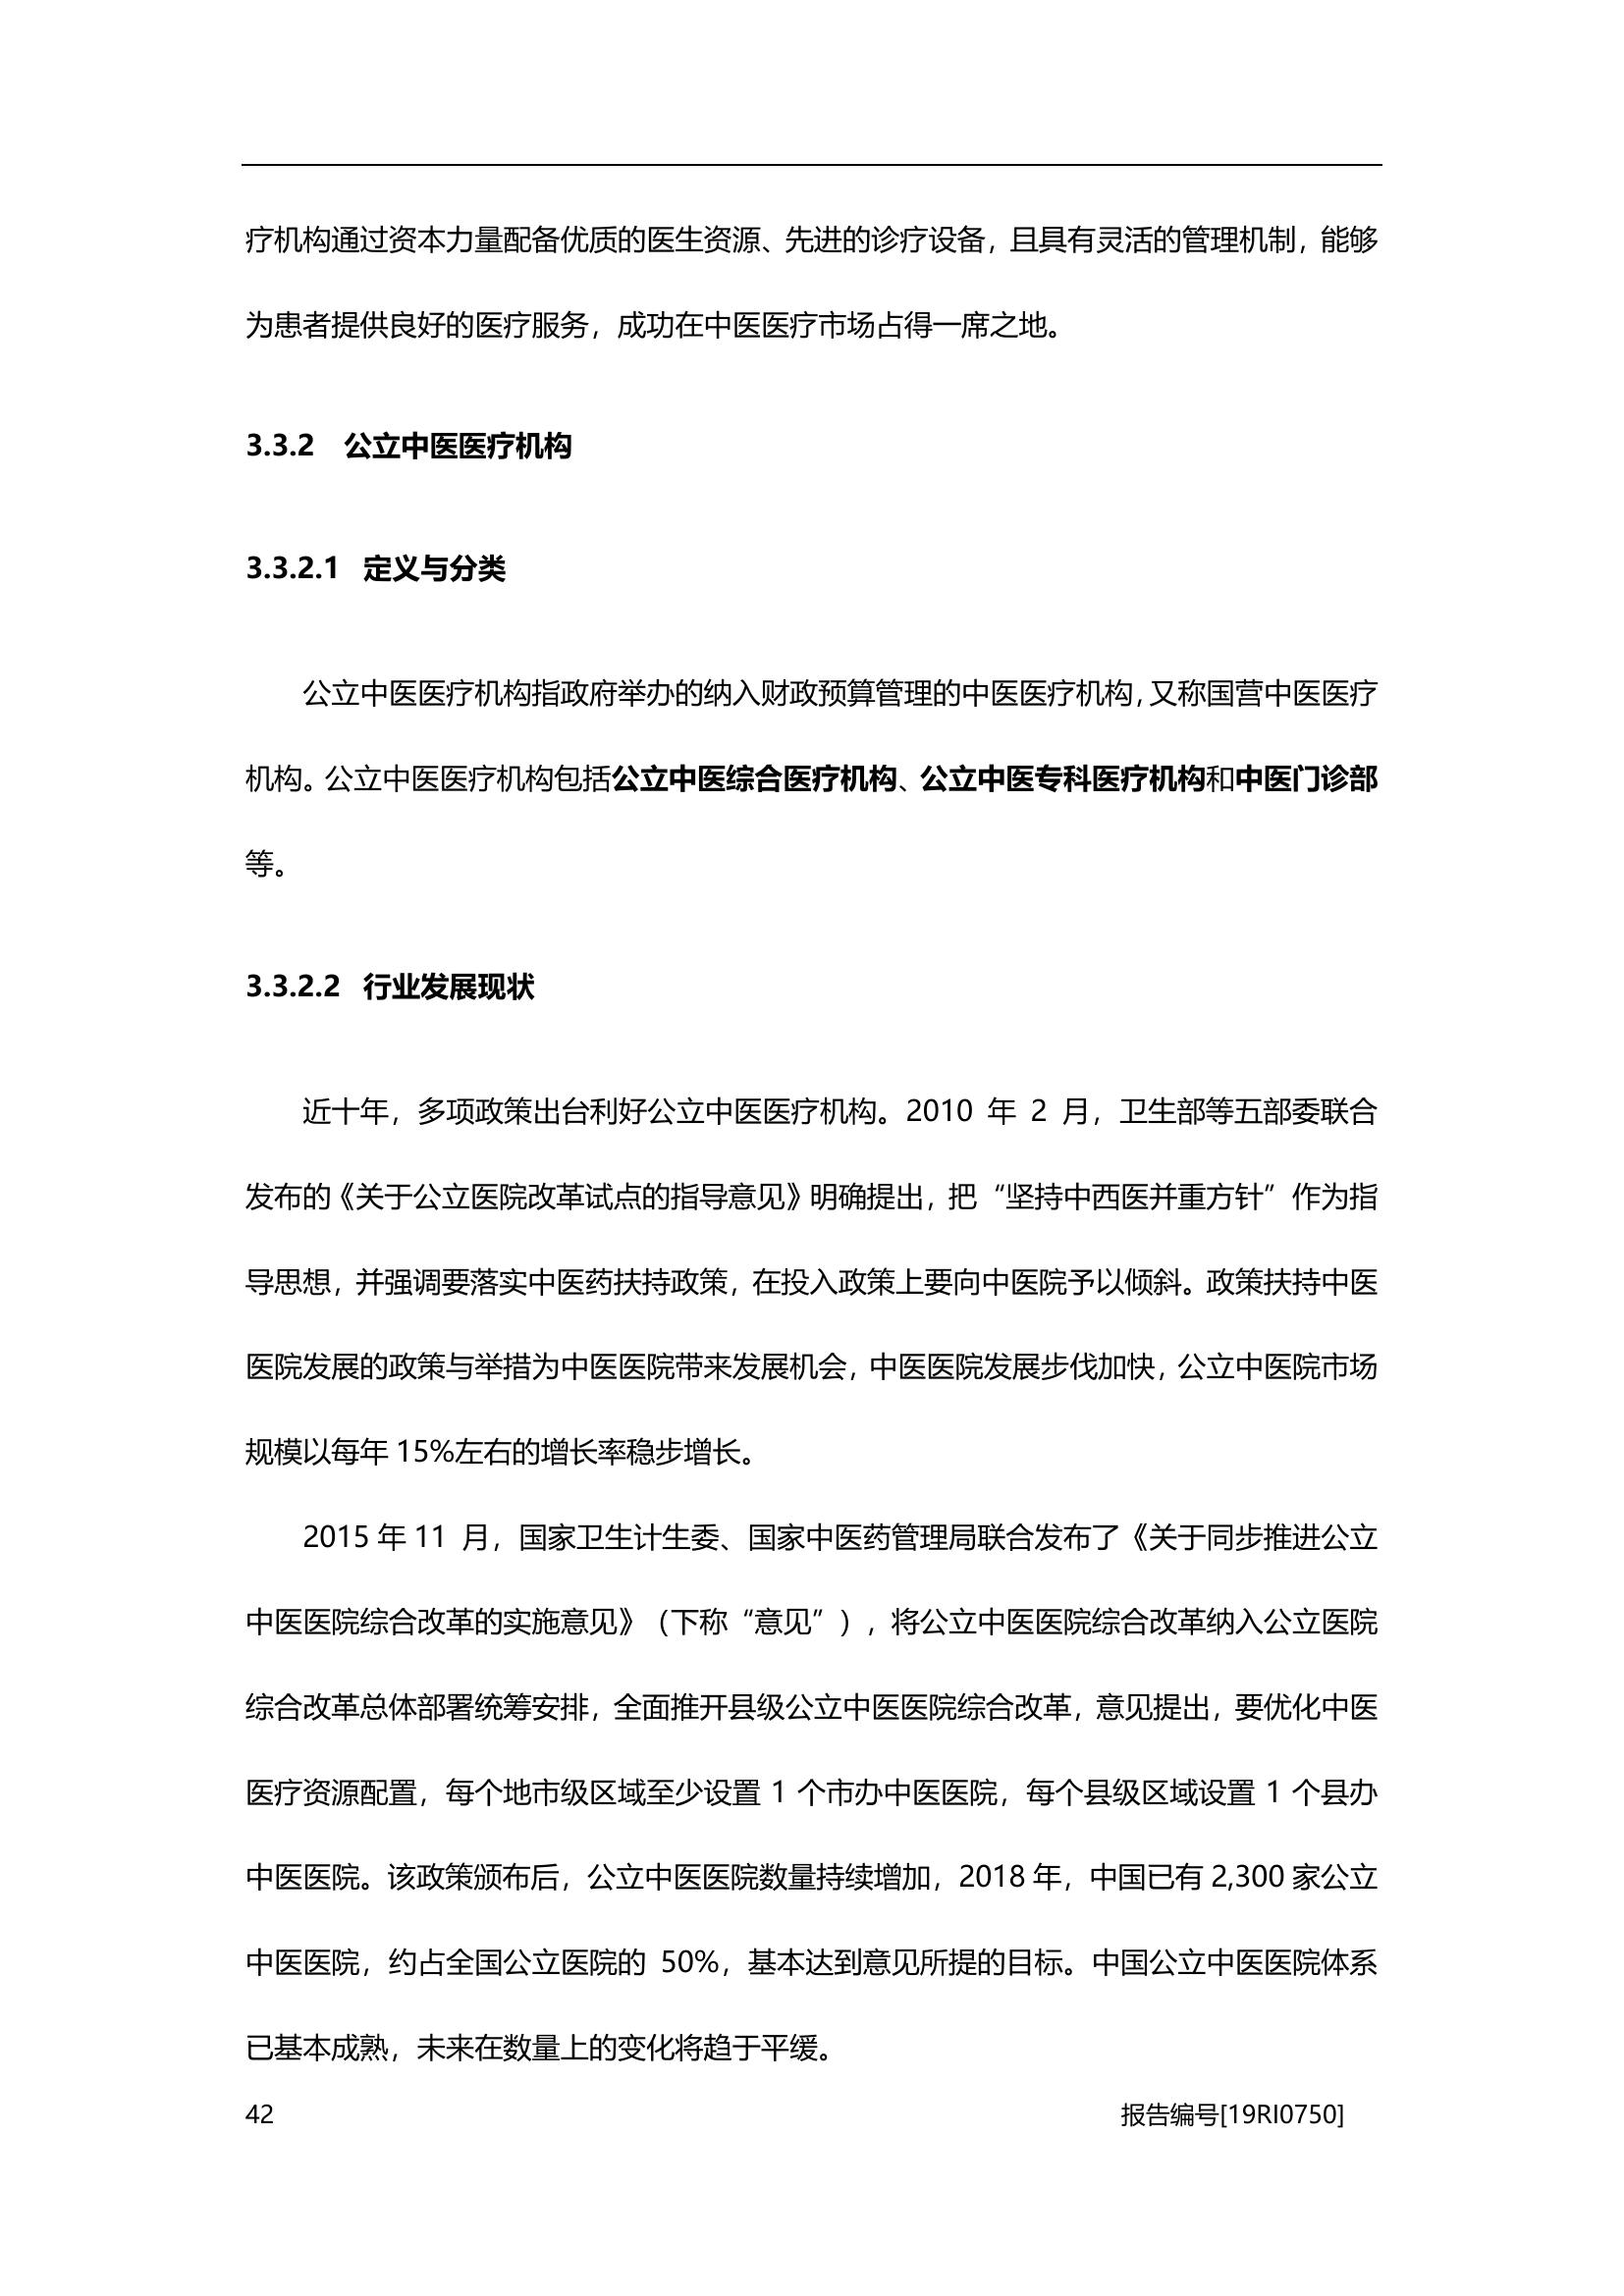 疗机构通过资本力量配备优质的医生资源、先进的诊疗设备，且具有灵活的管理机制，能够
为患者提供良好的医疗服务，成功在中医医疗市场占得一席之地。
3.3.2 公立中医医疗机构
3.3.2.1 定义与分类
公立中医医疗机构指政府举办的纳入财政预算管理的中医医疗机构，又称国营中医医疗
机构。公立中医医疗机构包括公立中医综合医疗机构、公立中医专科医疗机构和中医门诊部
等。
3.3.2.2 行业发展现状
近十年，多项政策出台利好公立中医医疗机构。2010 年 2 月，卫生部等五部委联合
发布的《关于公立医院改革试点的指导意见》明确提出，把“坚持中西医并重方针”作为指
导思想，并强调要落实中医药扶持政策，在投入政策上要向中医院予以倾斜。政策扶持中医
医院发展的政策与举措为中医医院带来发展机会，中医医院发展步伐加快，公立中医院市场
规模以每年 15%左右的增长率稳步增长。
2015 年 11 月，国家卫生计生委、国家中医药管理局联合发布了《关于同步推进公立
中医医院综合改革的实施意见》（下称“意见”），将公立中医医院综合改革纳入公立医院
综合改革总体部署统筹安排，全面推开县级公立中医医院综合改革，意见提出，要优化中医
医疗资源配置，每个地市级区域至少设置 1 个市办中医医院，每个县级区域设置 1 个县办
中医医院。该政策颁布后，公立中医医院数量持续增加，2018 年，中国已有 2,300 家公立
中医医院，约占全国公立医院的 50%，基本达到意见所提的目标。中国公立中医医院体系
已基本成熟，未来在数量上的变化将趋于平缓。
42 报告编号[19RI0750]